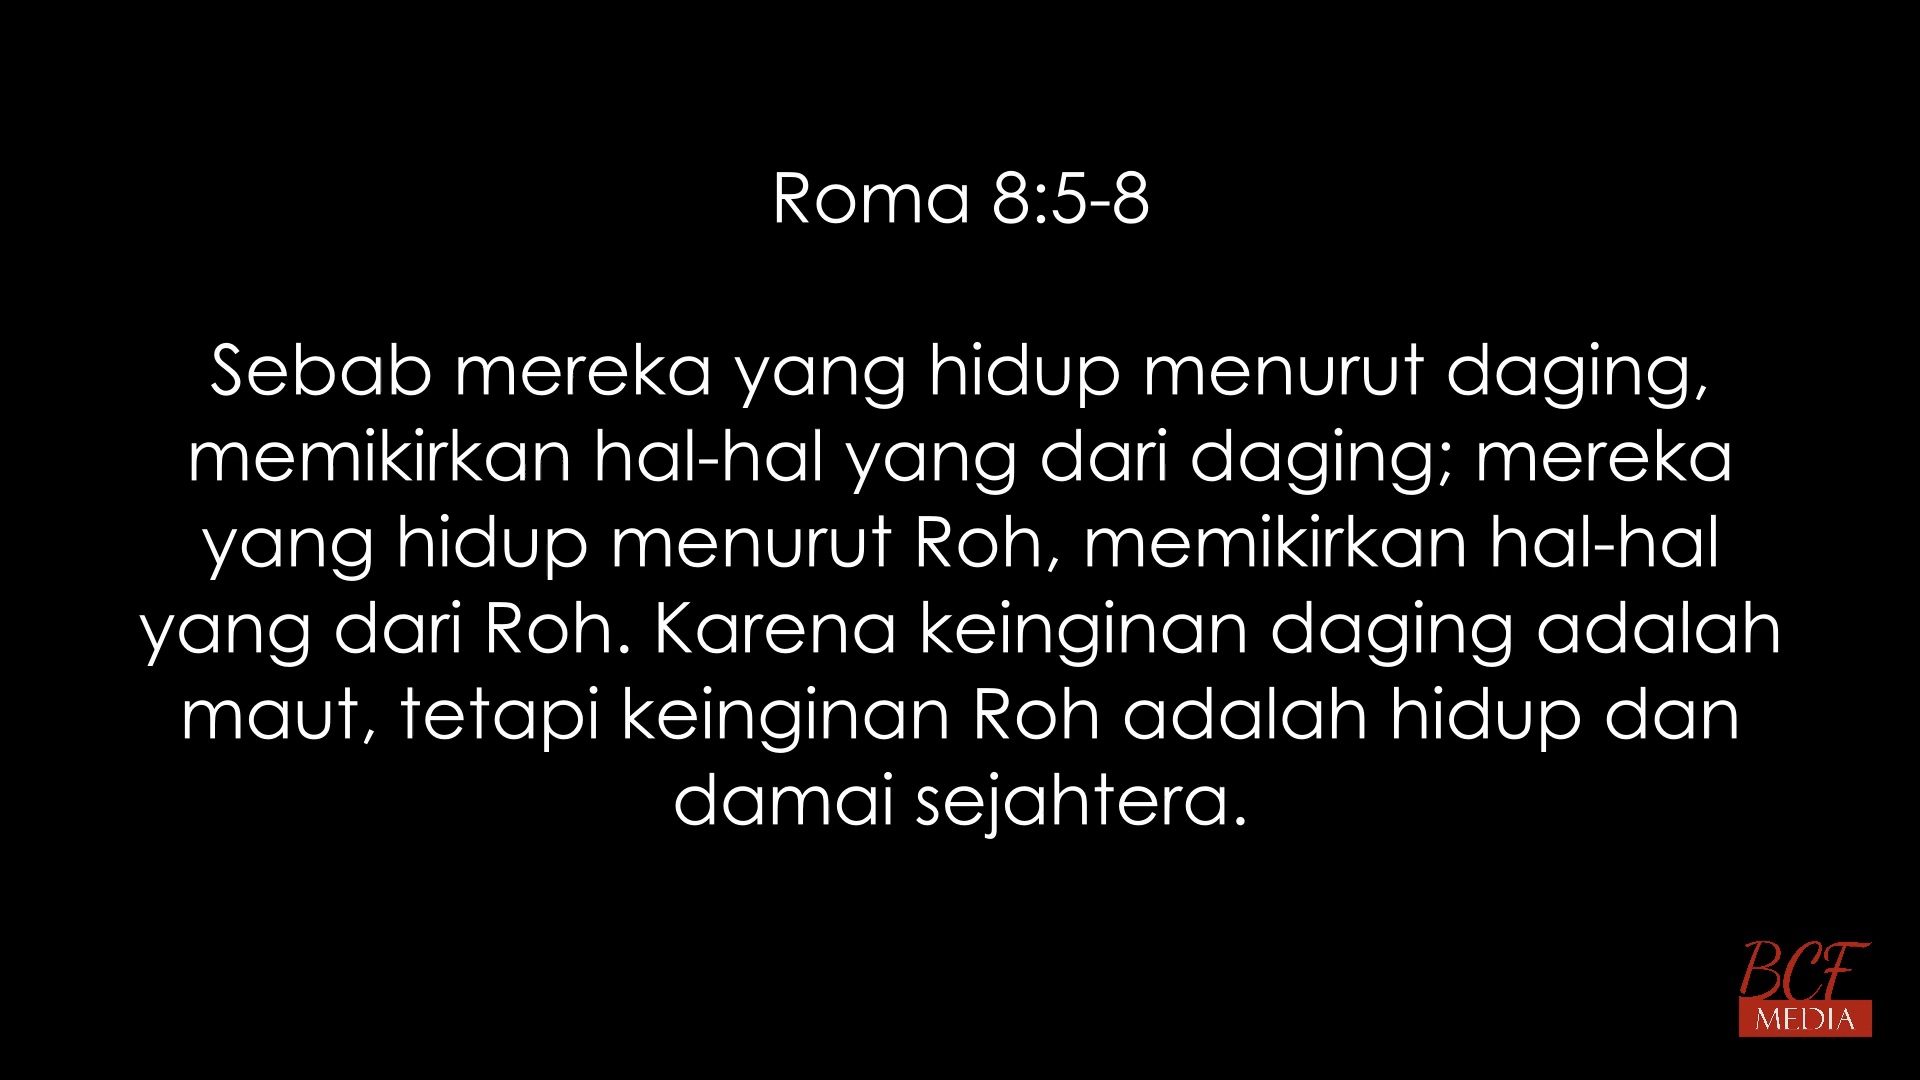 Roma 8:5-8
Sebab mereka yang hidup menurut daging,
memikirkan hal-hal yang dari daging; mereka
yang hidup menurut Roh, memikirkan hal-hal
yang dari Roh. Karena keinginan daging adalah
maut, tetapi keinginan Roh adalah hidup dan
damai sejahtera.
BCF
MEDIA